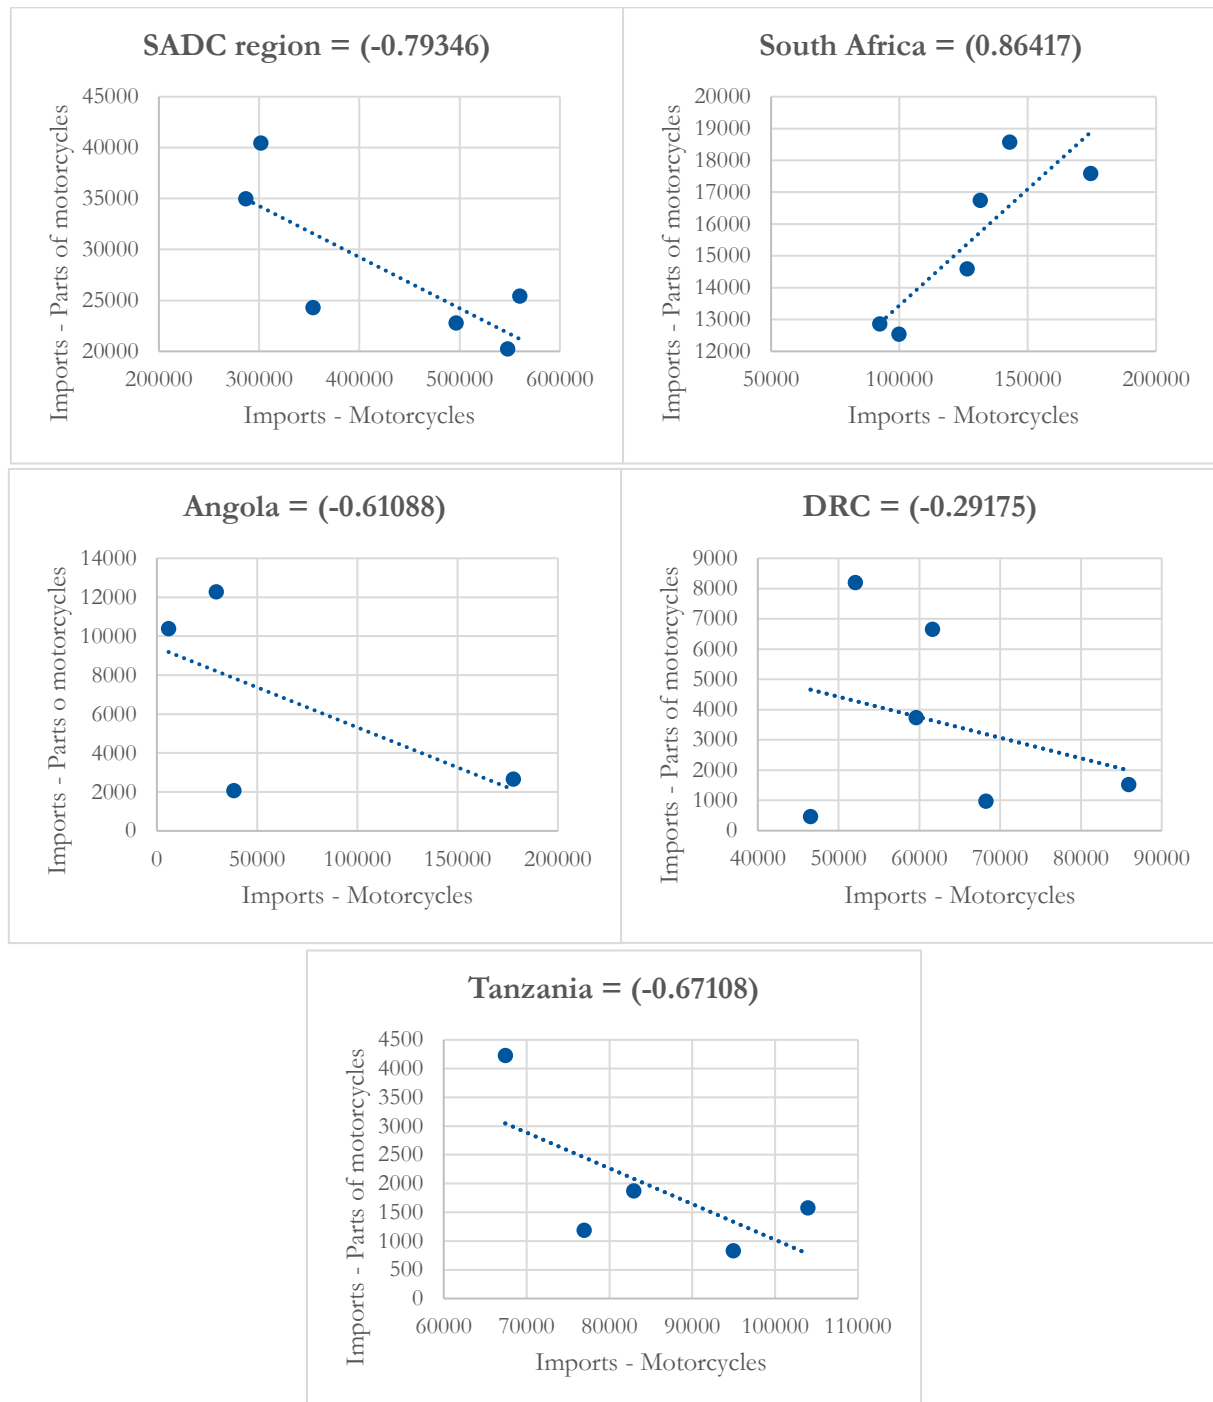 SADC region = (-0.79346)
Imports - Parts of motorcycles
45000
40000
35000
30000
25000
20000
200000 300000 400000 500000 600000
Imports - Motorcycles
South Africa = (0.86417)
Imports - Parts of motorcycles
20000
19000
18000
17000
16000
15000
14000
13000
12000
50000 100000 150000 200000
Imports - Motorcycles
Angola = (-0.61088)
Imports - Parts o motorcycles
14000
12000
10000
8000
6000
4000
2000
0
0 50000 100000 150000 200000
Imports - Motorcycles
DRC = (-0.29175)
Imports - Parts of motorcycles
9000
8000
7000
6000
5000
4000
3000
2000
1000
0
40000 50000 60000 70000 80000 90000
Imports - Motorcycles
Tanzania = (-0.67108)
Imports - Parts of motorcycles
4500
4000
3500
3000
2500
2000
1500
1000
500
0
60000 70000 80000 90000 100000 110000
Imports - Motorcycles